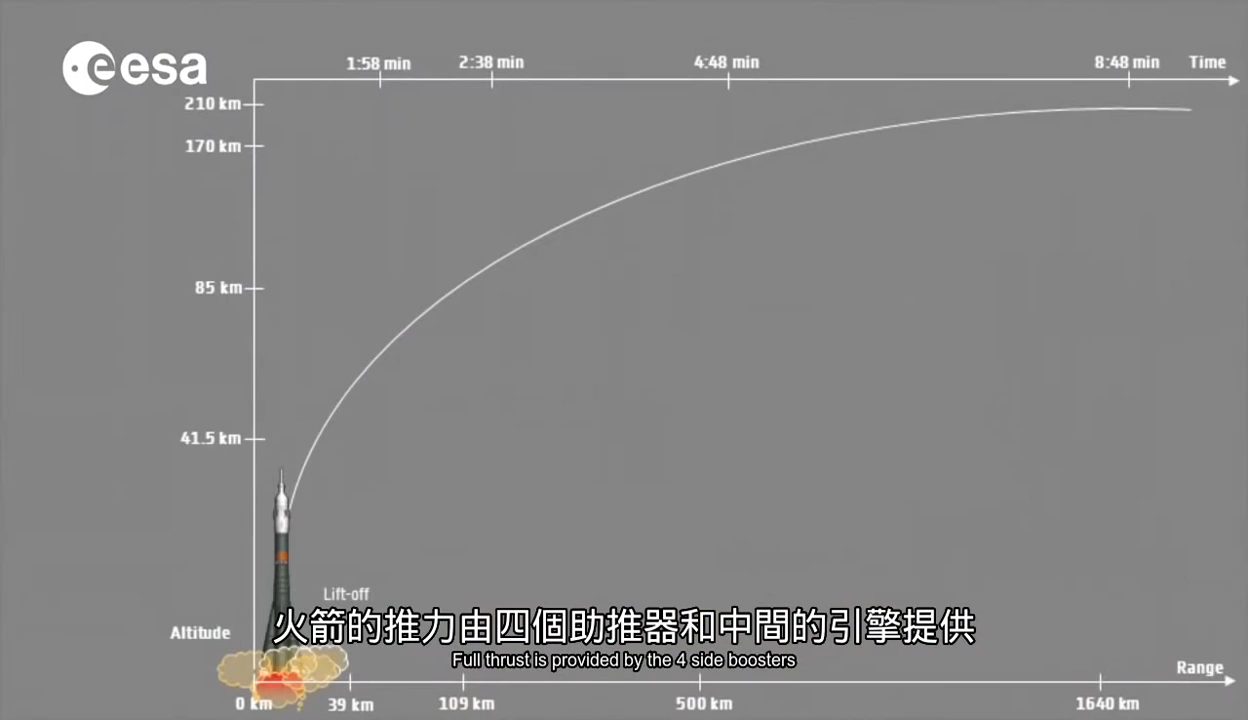 esa
1:58 min
2:38 min
4:48 min
8:48 min
Time
210 km
170 km
85 km
41.5 km
Lift-off
Altitude
火箭的推力由四個助推器和中間的引擎提供
Full thrust is provided by the 4 side boosters
Range
0 km
39 km
109 km
500 km
1640 km